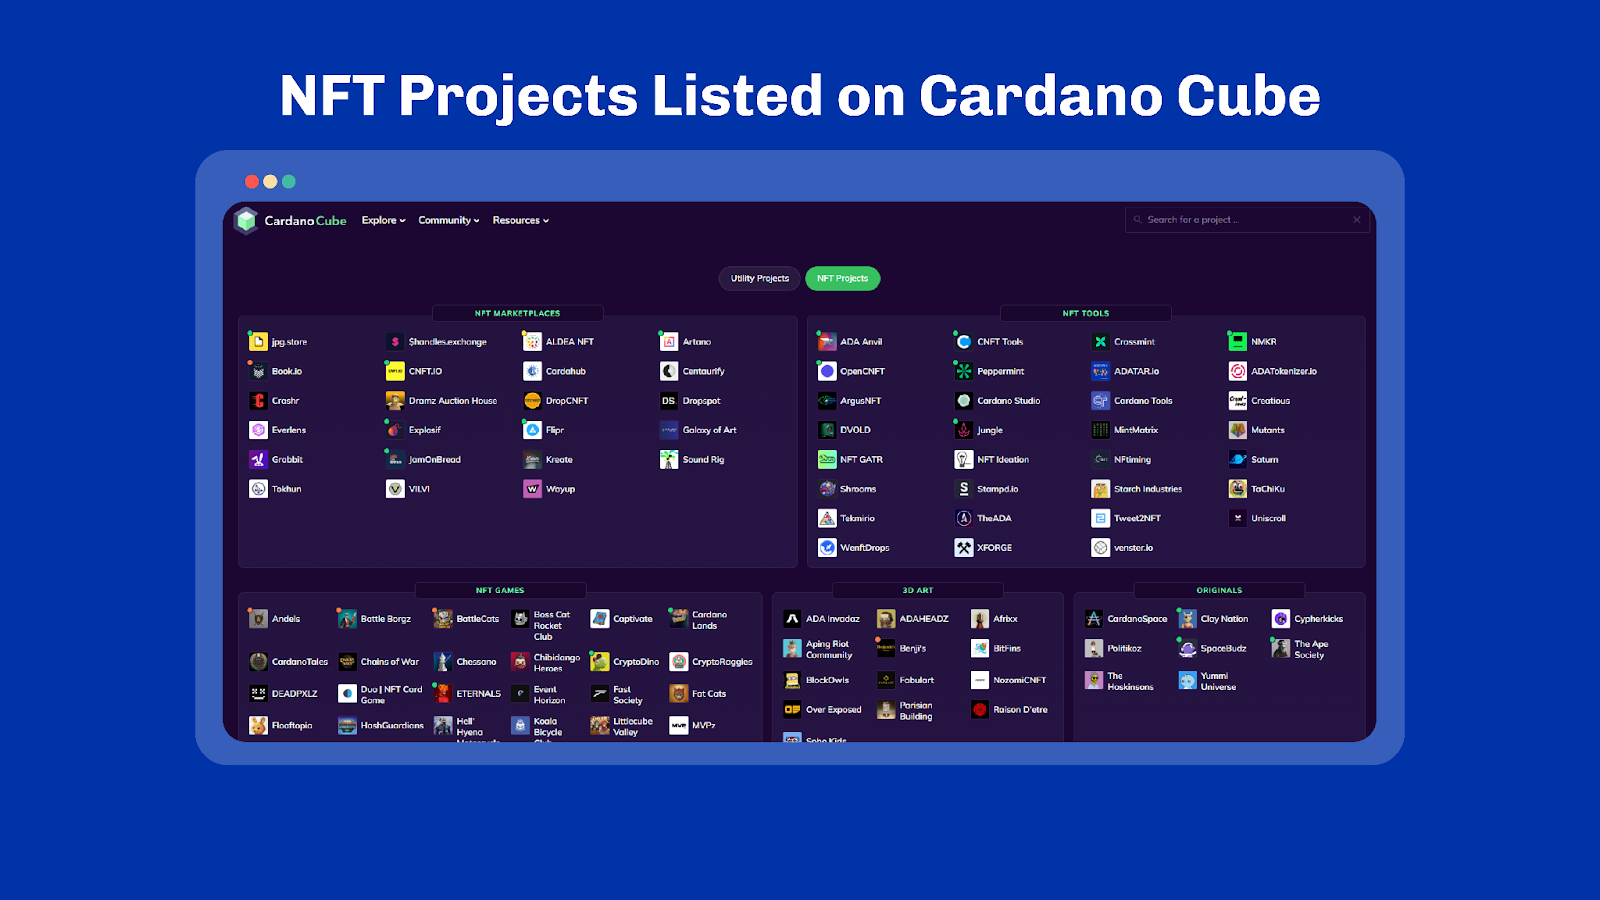 NFT Projects Listed on Cardano Cube
CardanoCube Explore Community Resources Search for a project ...
Utility Projects NFT Projects
NFT MARKETPLACES
jpg.store $handles.exchange ALDEA NFT Artano
Book.io CNFT.IO Cardahub Centaurify
Crashr Dramz Auction House DropCNFT Dropspot
Everlens Explosif Flipr Galaxy of Art
Grabbit JamOnBread Kreate Sound Rig
Tokhun VILVI Wayup
NFT TOOLS
ADA Anvil CNFT Tools Crossmint NMKR
OpenCNFT Peppermint ADATAR.io ADATokenizer.io
ArgusNFT Cardano Studio Cardano Tools Creatious
DVOLD Jungle MintMatrix Mutants
NFT GATR NFT Ideation NFtiming Saturn
Shrooms Stampd.io Starch Industries TaChiKu
Tekmirio TheADA Tweet2NFT Uniscroll
WenftDrops XFORGE venster.io
NFT GAMES
Andels Battle Borgz BattleCats Boss Cat Rocket Club Captivate Cardano Lands
CardanoTales Chains of War Chessano Chibidango Heroes CryptoDino CryptoRaggies
DEADPXLZ Duo | NFT Card Game ETERNALS Event Horizon Fast Society Fat Cats
Flooftopia HashGuardians Hell' Hyena Koala Bicycle Littlecube Valley MVPz
3D ART
ADA Invadaz ADAHEADZ Afrixx
Aping Riot Community Benji's BitFins
BlockOwls Fabulart NozomiCNFT
Over Exposed Parisian Building Raison D'etre
Soho Kids
ORIGINALS
CardanoSpace Clay Nation Cypherkicks
Politikoz SpaceBudz The Ape Society
The Hoskinsons Yummi Universe